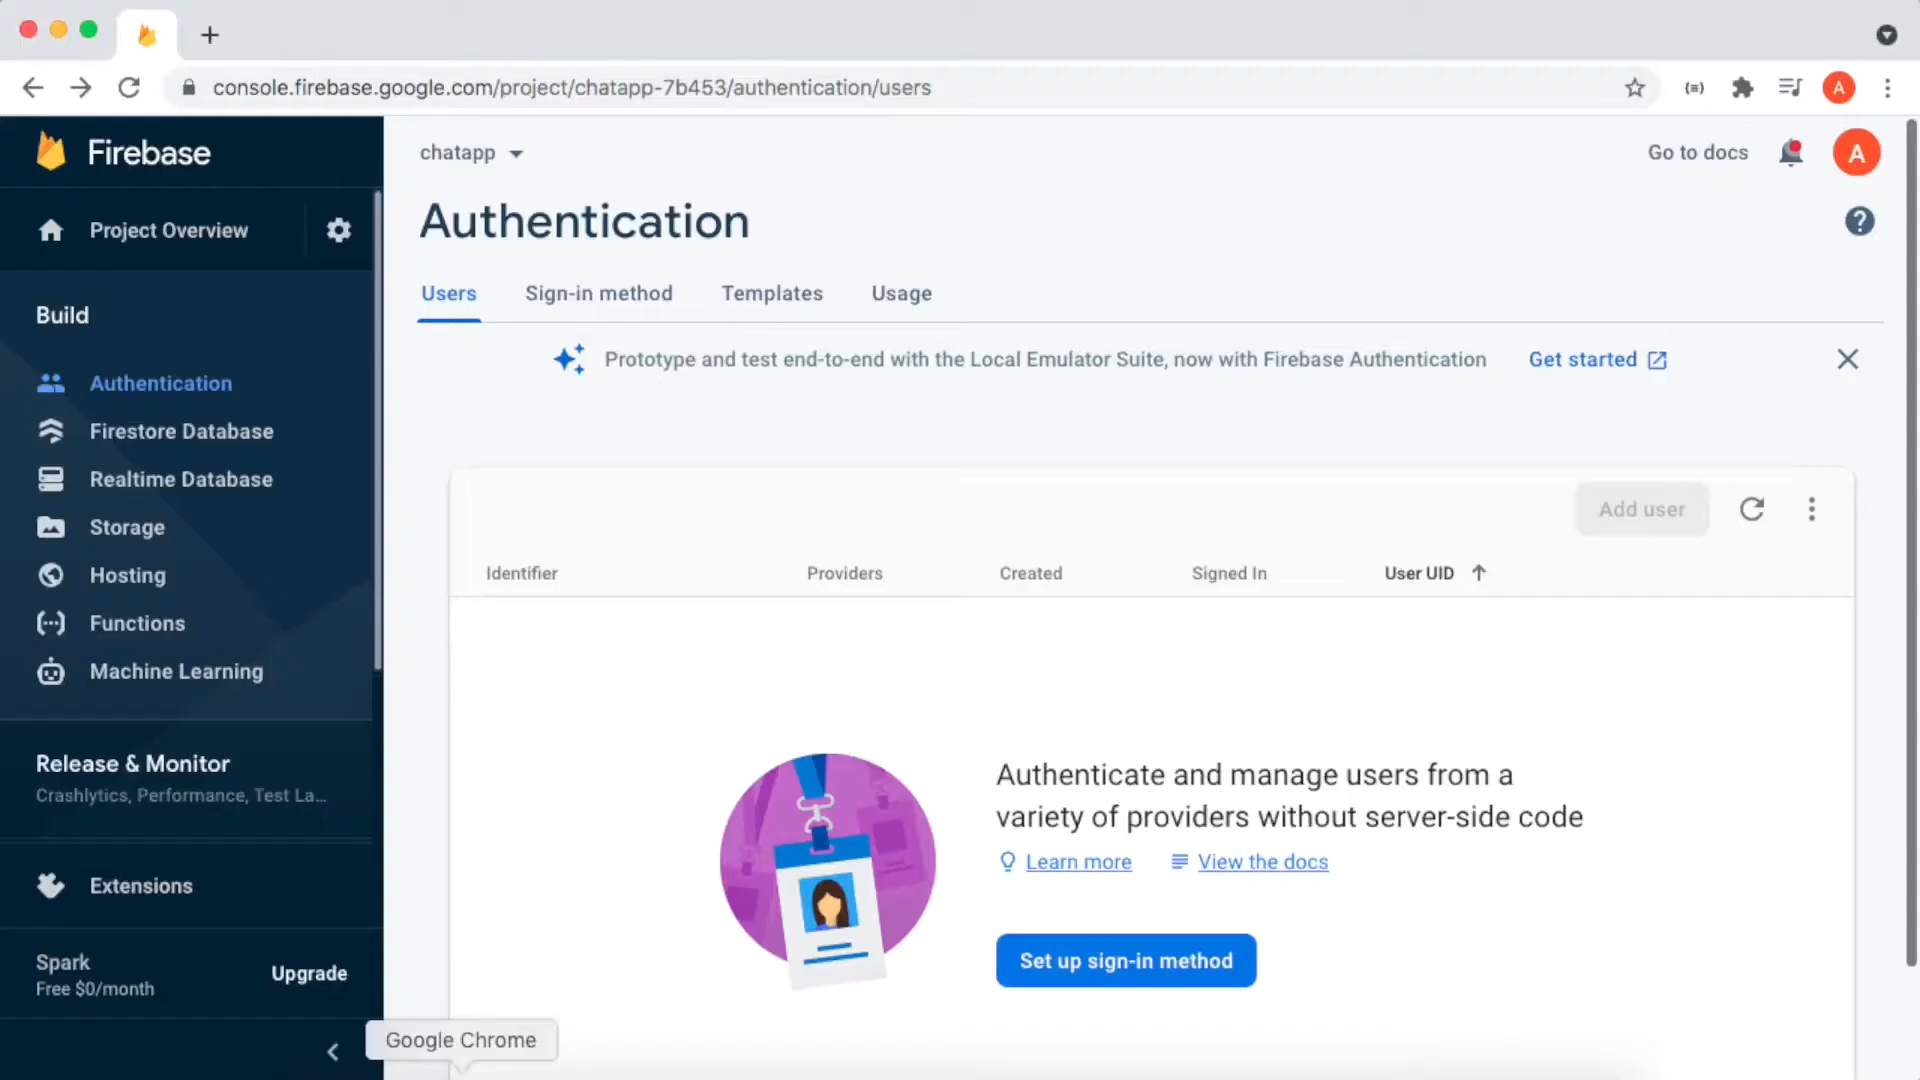 console.firebase.google.com/project/chatapp-7b453/authentication/users
A
Firebase
chatapp
Go to docs
A
Project Overview
Authentication
Users
Sign-in method
Templates
Usage
Build
Prototype and test end-to-end with the Local Emulator Suite, now with Firebase Authentication
Get started
Authentication
Firestore Database
Realtime Database
Storage
Hosting
Functions
Machine Learning
Add user
Identifier
Providers
Created
Signed In
User UID
Release & Monitor
Crashlytics, Performance, Test La...
Authenticate and manage users from a
variety of providers without server-side code
Learn more
View the docs
Extensions
Set up sign-in method
Spark
Free $0/month
Upgrade
Google Chrome